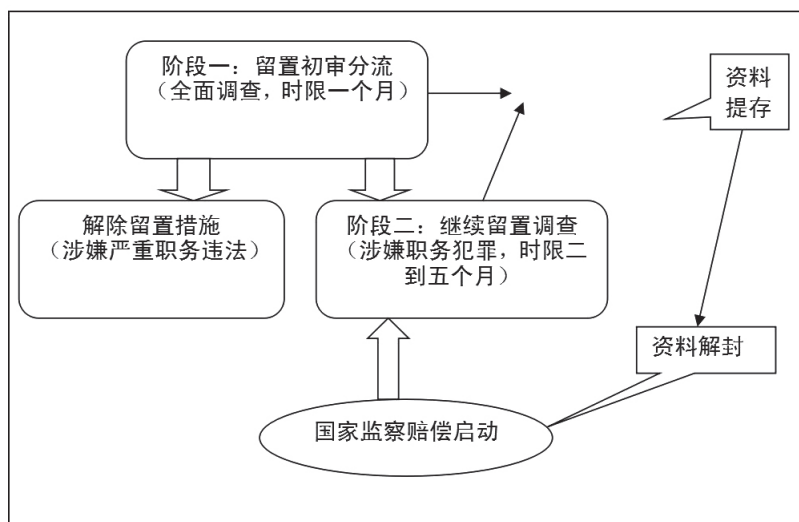 阶段一：留置初审分流
（全面调查，时限一个月）
资料
提存
解除留置措施
（涉嫌严重职务违法）
阶段二：继续留置调查
（涉嫌职务犯罪，时限二
到五个月）
资料解封
国家监察赔偿启动